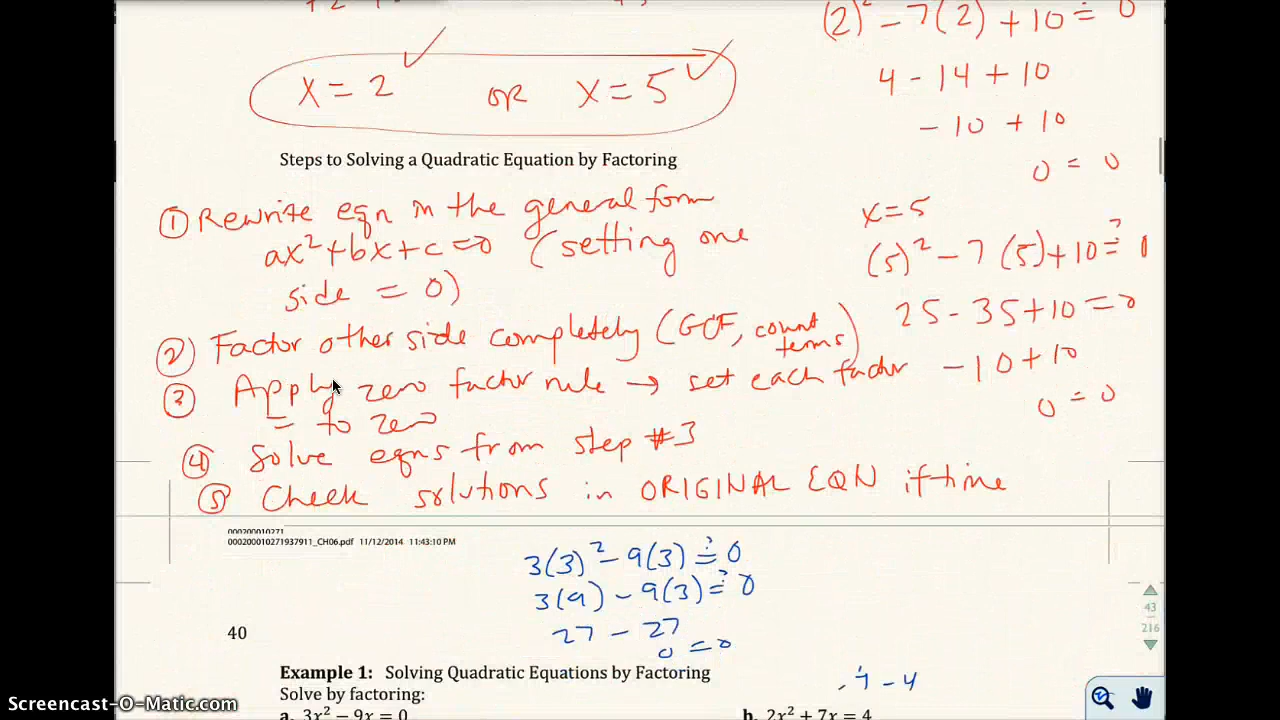 (2)² − 7(2) + 10 ≟ 0
x = 2 or x = 5
4 − 14 + 10
− 10 + 10
0 = 0
Steps to Solving a Quadratic Equation by Factoring
① Rewrite eqn in the general form
ax² + bx + c = 0 (setting one
side = 0)
② Factor other side completely (GCF, count
terms)
③ Apply zero factor rule → set each factor
= to zero
④ Solve eqns from step #3
⑤ Check solutions in ORIGINAL EQN if time
x = 5
(5)² − 7(5) + 10 ≟ 0
25 − 35 + 10 = 0
− 10 + 10
0 = 0
000200010271
000200010271937911_CH06.pdf 11/12/2014 11:43:10 PM
3(3)² − 9(3) ≟ 0
3(9) − 9(3) ≟ 0
27 − 27
0 = 0
40
43
216
Example 1: Solving Quadratic Equations by Factoring
− 4
Solve by factoring:
a. 3x² − 9x = 0
b. 2x² + 7x = 4
Screencast-O-Matic.com